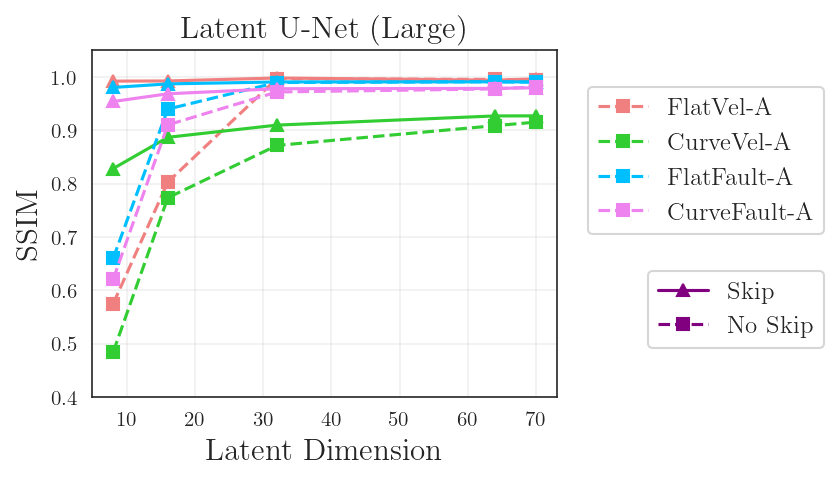 Latent U-Net (Large)
SSIM
1.0
0.9
0.8
0.7
0.6
0.5
0.4
10 20 30 40 50 60 70
Latent Dimension
FlatVel-A
CurveVel-A
FlatFault-A
CurveFault-A
Skip
No Skip